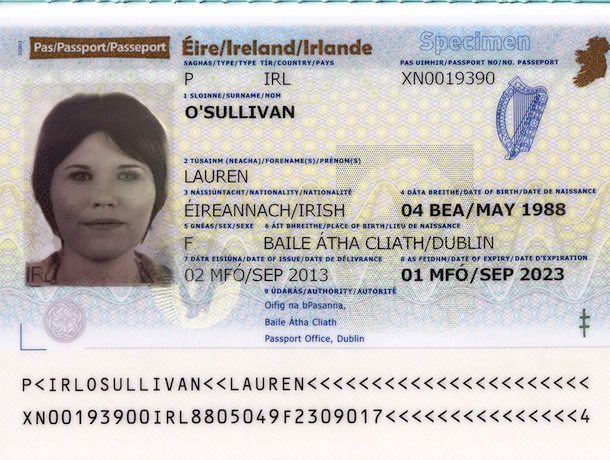 Pas/Passport/Passeport
Éire/Ireland/Irlande
Specimen
SAGHAS/TYPE/TYPE TÍR/COUNTRY/PAYS
PAS UIMHIR/PASSPORT NO/NO. PASSEPORT
P IRL XN0019390
1 SLOINNE/SURNAME/NOM
O'SULLIVAN
2 TÚSAINM (NEACHA)/FORENAME(S)/PRÉNOM(S)
LAUREN
3 NÁISIÚNTACHT/NATIONALITY/NATIONALITÉ
4 DÁTA BREITHE/DATE OF BIRTH/DATE DE NAISSANCE
ÉIREANNACH/IRISH 04 BEA/MAY 1988
5 GNÉAS/SEX/SEXE 6 ÁIT BHREITHE/PLACE OF BIRTH/LIEU DE NAISSANCE
F BAILE ÁTHA CLIATH/DUBLIN
7 DÁTA EISIÚNA/DATE OF ISSUE/DATE DE DÉLIVRANCE
8 AS FEIDHM/DATE OF EXPIRY/DATE D'EXPIRATION
02 MFÓ/SEP 2013 01 MFÓ/SEP 2023
9 ÚDARÁS/AUTHORITY/AUTORITÉ
Oifig na bPasanna,
Baile Átha Cliath
Passport Office, Dublin
IRL
P<IRLOSULLIVAN<<LAUREN<<<<<<<<<<<<<<<<<<<<<<
XN00193900IRL8805049F2309017<<<<<<<<<<<<<<<4